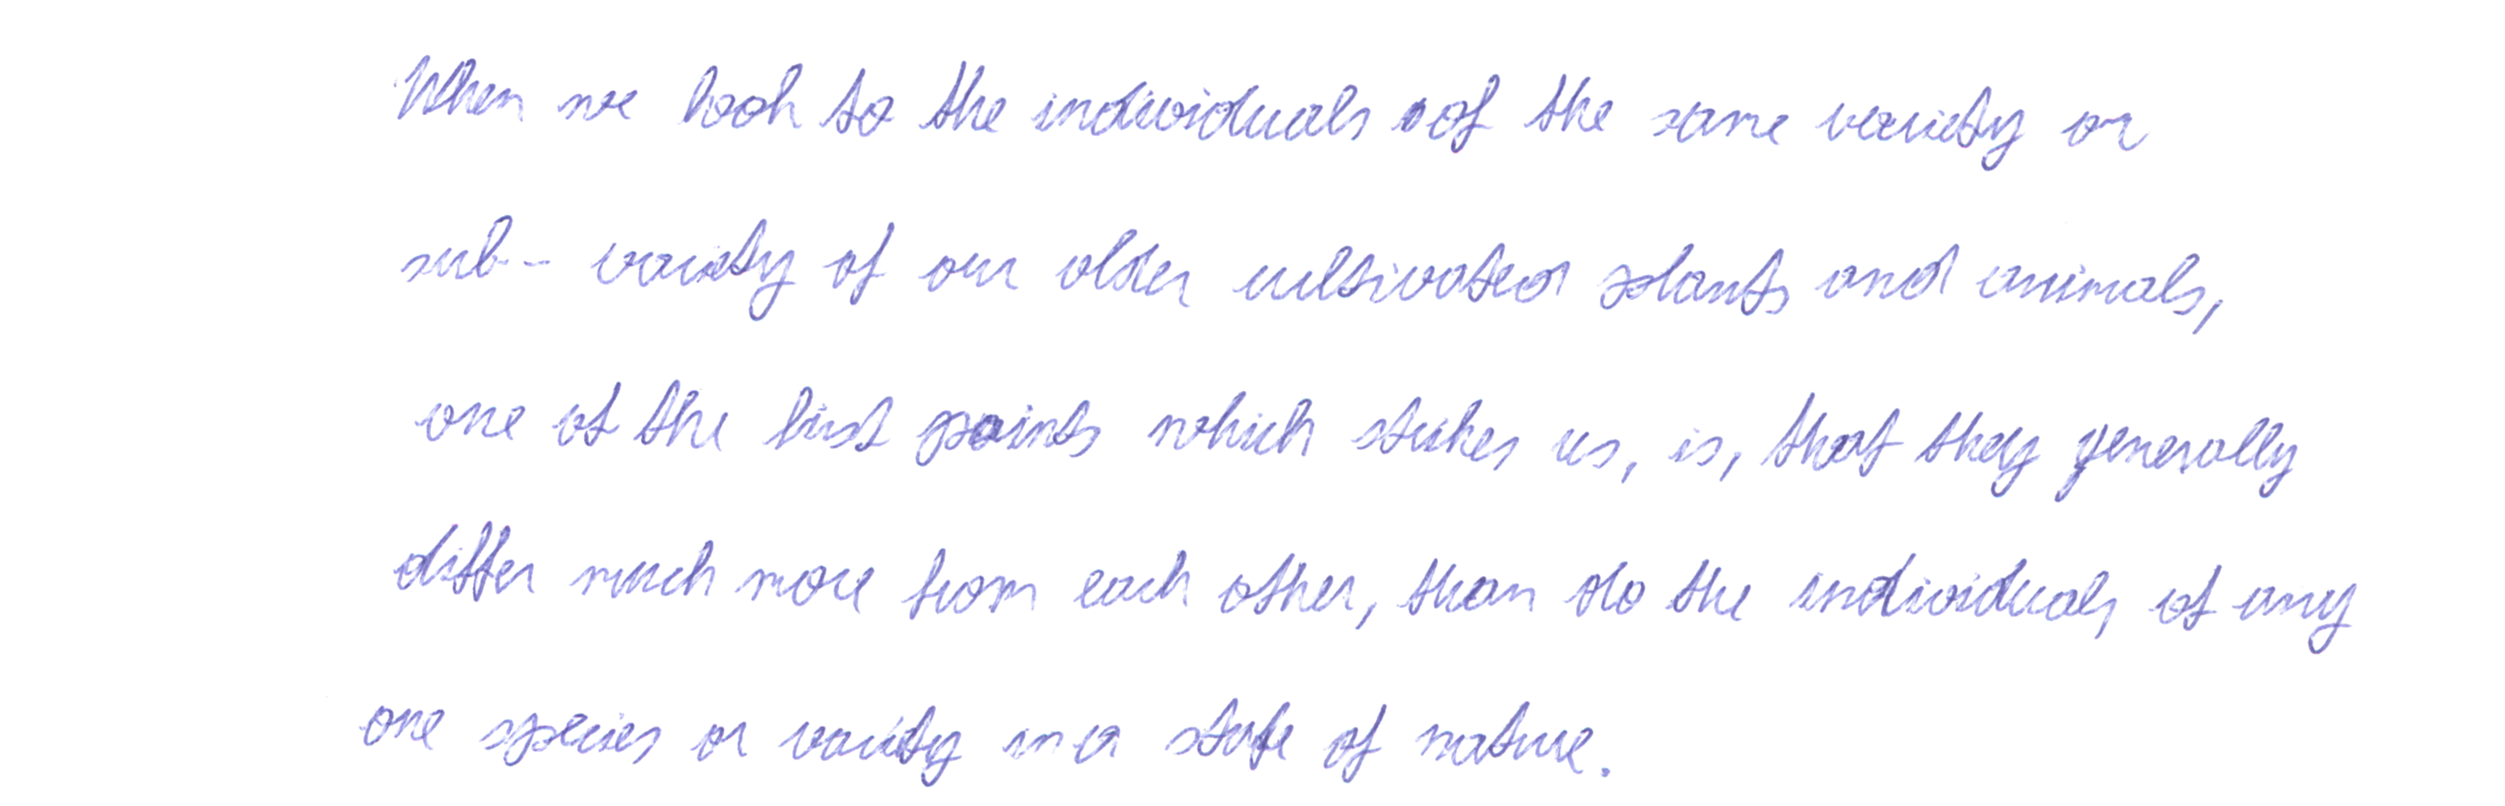 When we look to the individuals of the same variety or
sub-variety of our older cultivated plants and animals,
one of the first points which strikes us, is, that they generally
differ much more from each other, than do the individuals of any
one species or variety in a state of nature.